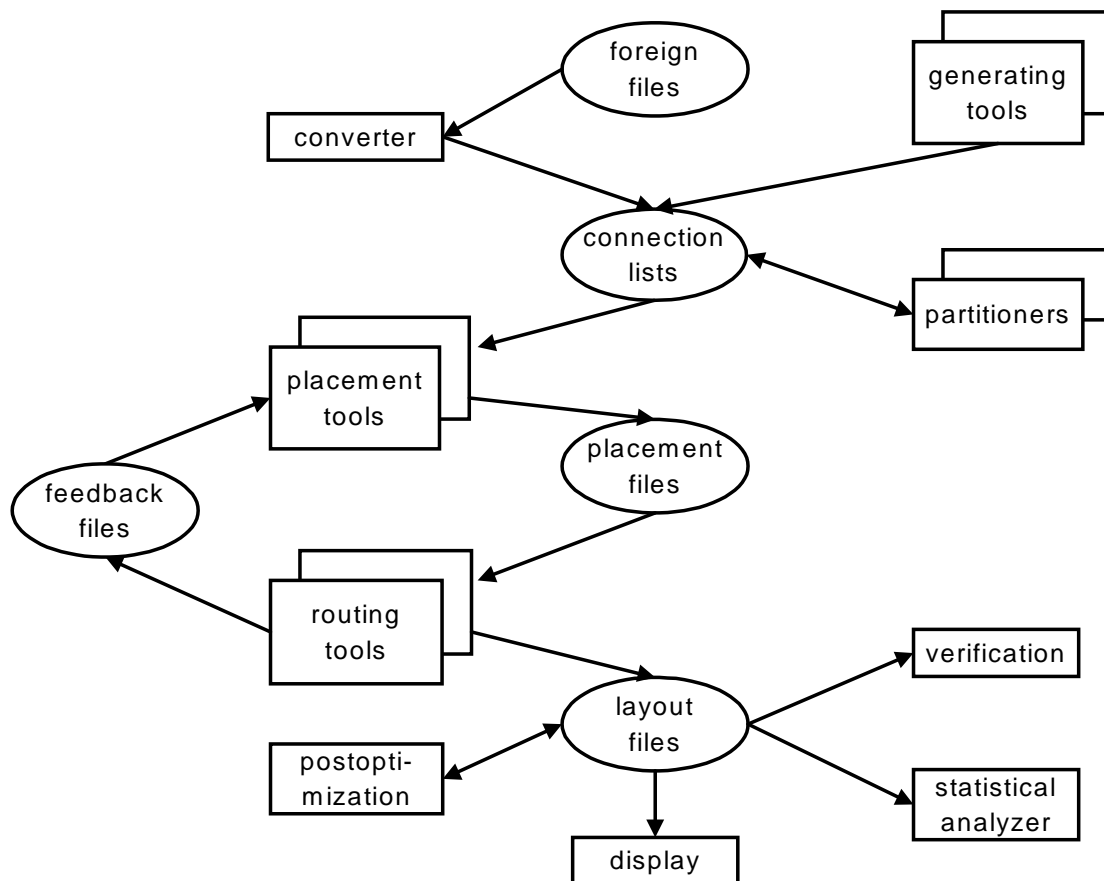 foreign
files
generating
tools
converter
connection
lists
partitioners
placement
tools
placement
files
feedback
files
routing
tools
verification
layout
files
postopti-
mization
statistical
analyzer
display